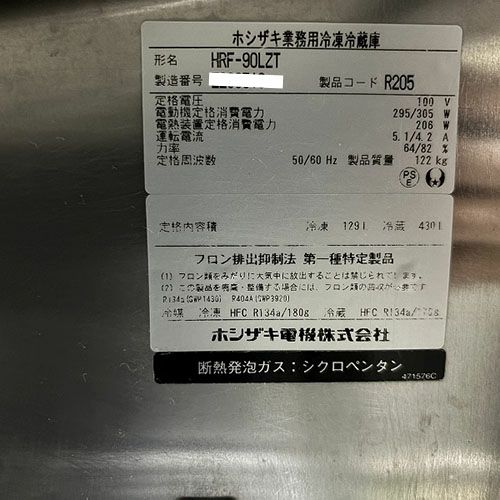 ホシザキ業務用冷凍冷蔵庫
形名 HRF-90LZT
製造番号 製品コード R205
定格電圧 100 V
電動機定格消費電力 295/305 W
電熱装置定格消費電力 206 W
運転電流 5.1/4.2 A
力率 64/82 %
定格周波数 50/60 Hz 製品質量 122 kg
PS E
定格内容積 冷凍 129L 冷蔵 430L
フロン排出抑制法 第一種特定製品
(1) フロン類をみだりに大気中に放出することは禁じられています。
(2) この製品を廃棄・整備する場合には、フロン類の回収が必要です
R134a(GWP1430) R404A(GWP3920)
冷媒 冷凍 HFC R134a/180g 冷蔵 HFC R134a/170g
ホシザキ電機株式会社
断熱発泡ガス：シクロペンタン
471576C